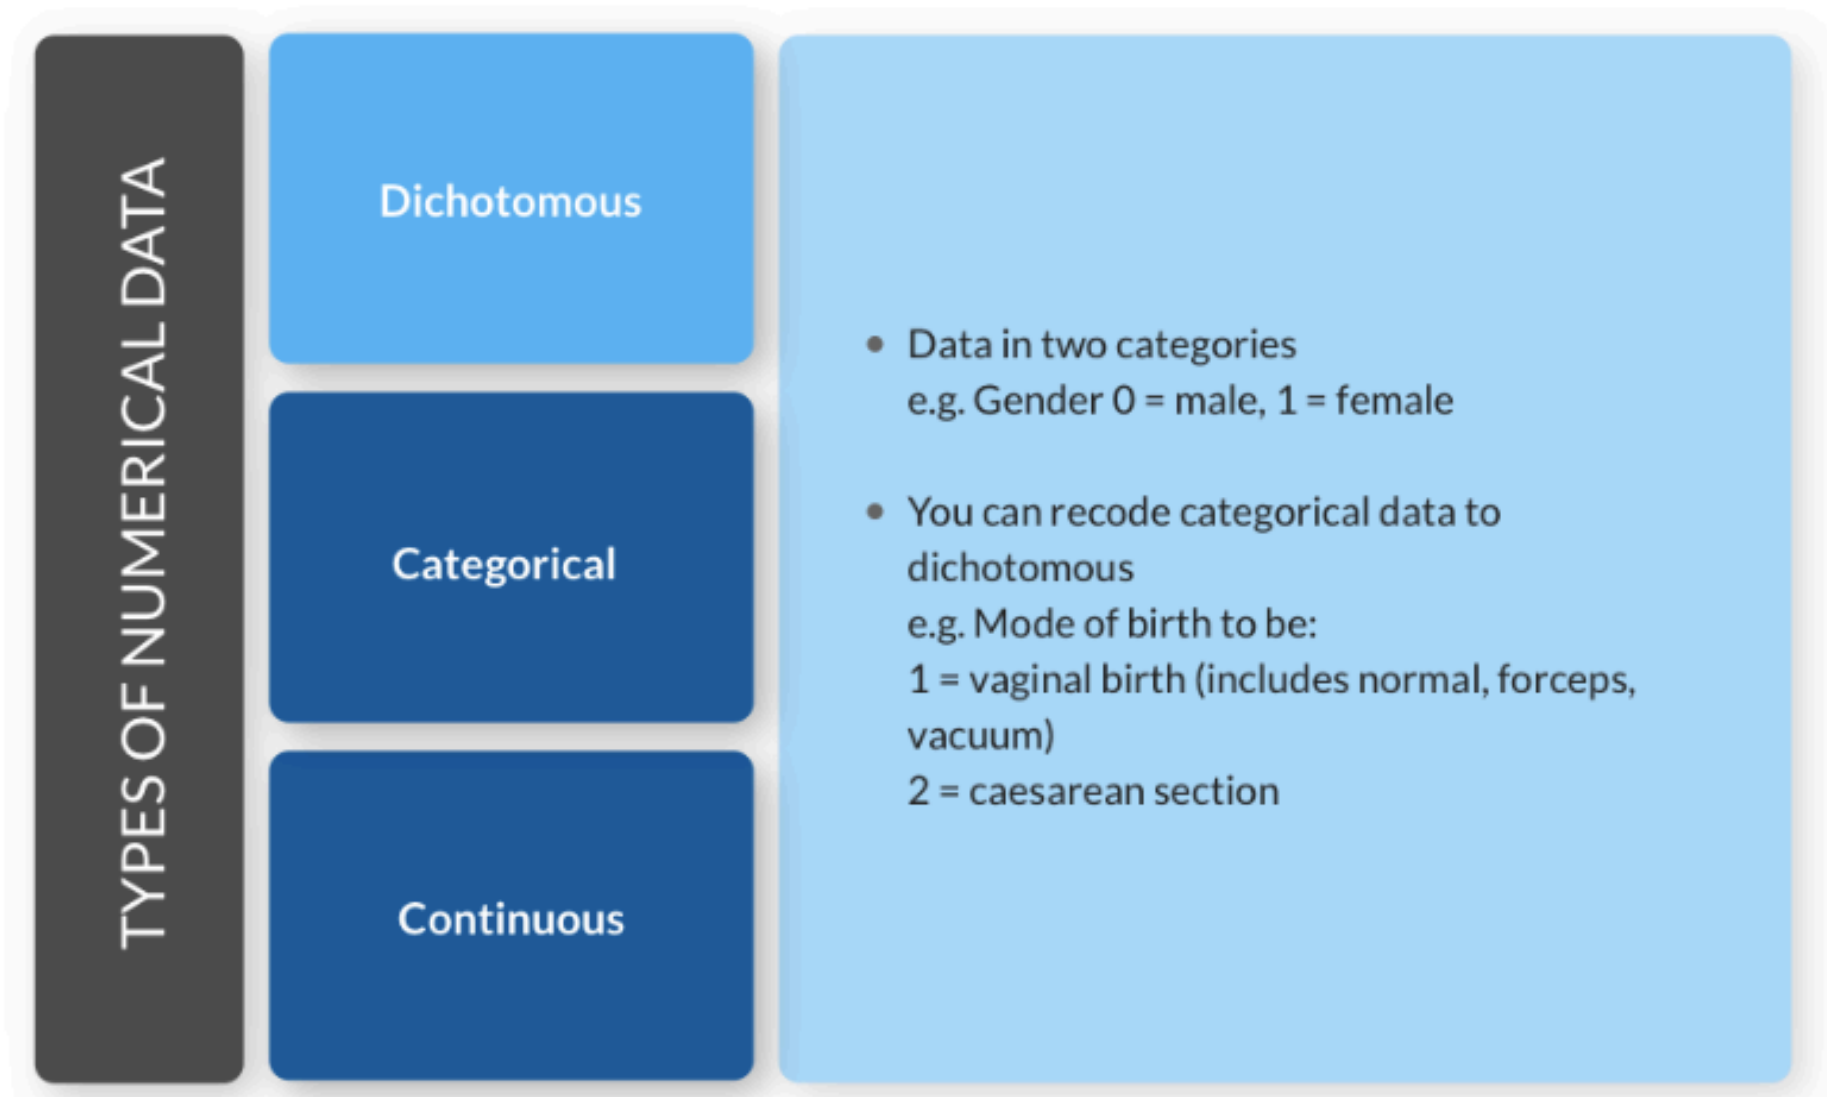 TYPES OF NUMERICAL DATA
Dichotomous
Categorical
Continuous
• Data in two categories
e.g. Gender 0 = male, 1 = female
• You can recode categorical data to
dichotomous
e.g. Mode of birth to be:
1 = vaginal birth (includes normal, forceps,
vacuum)
2 = caesarean section